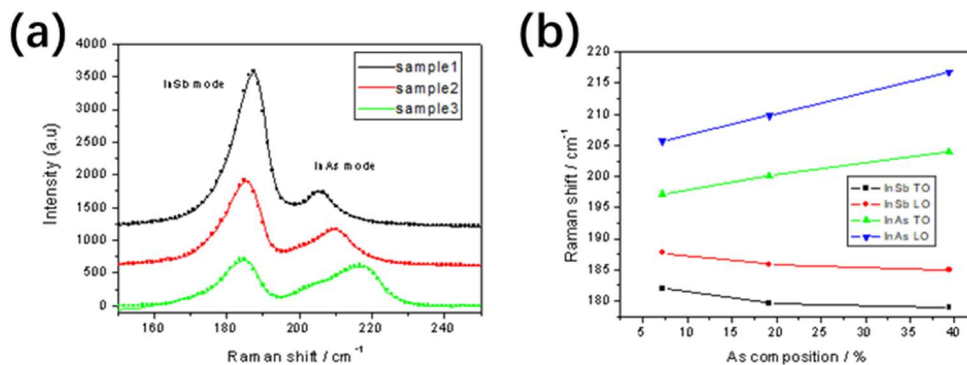 (a)
4000
3500
3000
2500
2000
1500
1000
500
0
Intensity (a.u)
InSb mode
InAs mode
sample1
sample2
sample3
160
180
200
220
240
Raman shift / cm⁻¹
(b)
220
215
210
205
200
195
190
185
180
Raman shift / cm⁻¹
InSb TO
InSb LO
InAs TO
InAs LO
5
10
15
20
25
30
35
40
As composition / %